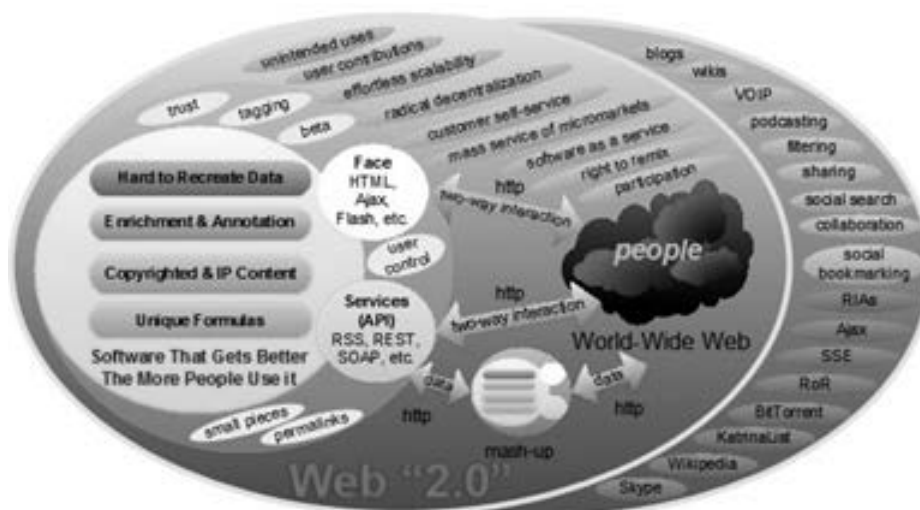 unintended uses
user contributions
effortless scalability
radical decentralization
customer self-service
mass service of micromarkets
software as a service
right to remix
participation
trust
tagging
beta
Hard to Recreate Data
Enrichment & Annotation
Copyrighted & IP Content
Unique Formulas
Software That Gets Better
The More People Use it
Face
HTML,
Ajax,
Flash, etc.
user
control
Services
(API)
RSS, REST,
SOAP, etc.
http
two-way interaction
http
two-way interaction
people
World-Wide Web
data
http
data
http
mash-up
small pieces
permalinks
Web “2.0”
blogs
wikis
VOIP
podcasting
filtering
sharing
social search
collaboration
social
bookmarking
RIAs
Ajax
SSE
RoR
BitTorrent
KatrinaList
Wikipedia
Skype